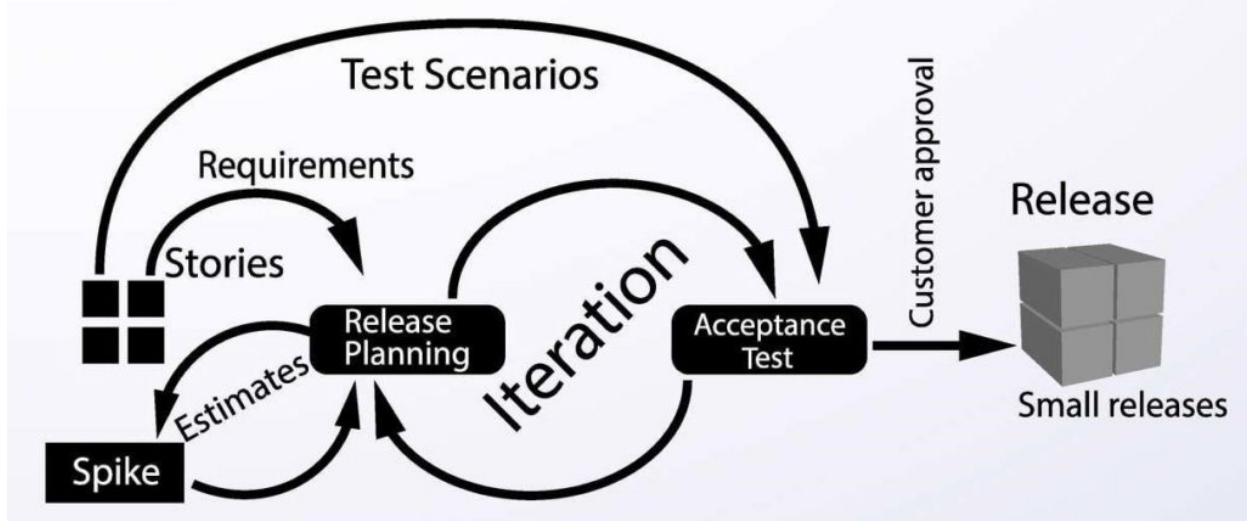 Test Scenarios
Requirements
Stories
Customer approval
Release
Release
Planning
Iteration
Acceptance
Test
Estimates
Small releases
Spike